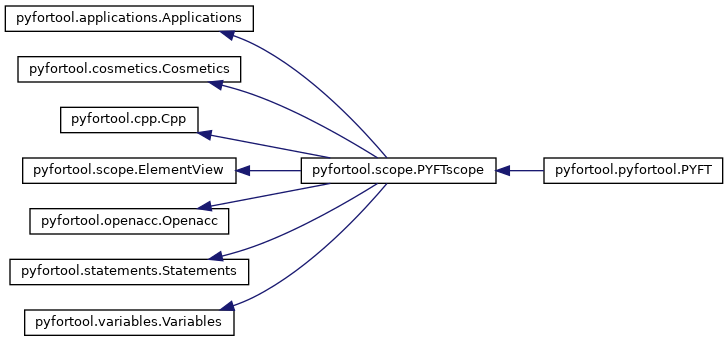 pyfortool.applications.Applications
pyfortool.cosmetics.Cosmetics
pyfortool.cpp.Cpp
pyfortool.scope.ElementView
pyfortool.scope.PYFTscope
pyfortool.pyfortool.PYFT
pyfortool.openacc.Openacc
pyfortool.statements.Statements
pyfortool.variables.Variables